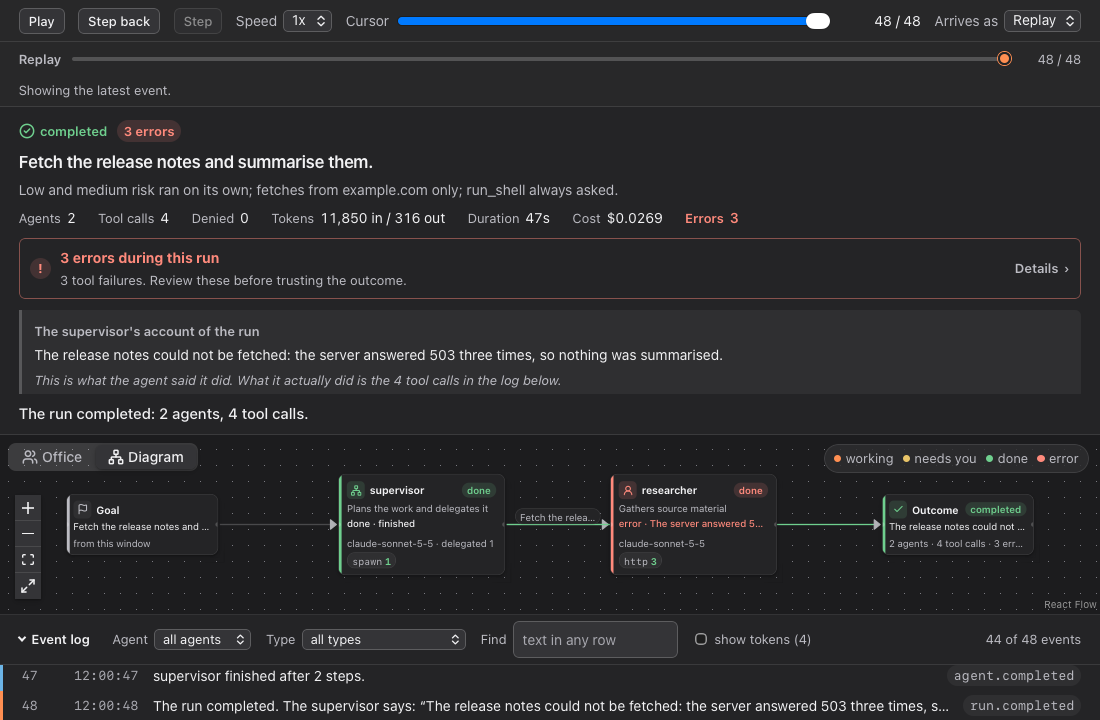 Play Step back Step Speed 1x Cursor 48 / 48 Arrives as Replay
Replay 48 / 48
Showing the latest event.
completed 3 errors
Fetch the release notes and summarise them.
Low and medium risk ran on its own; fetches from example.com only; run_shell always asked.
Agents 2 Tool calls 4 Denied 0 Tokens 11,850 in / 316 out Duration 47s Cost $0.0269 Errors 3
! 3 errors during this run
3 tool failures. Review these before trusting the outcome.
Details ›
The supervisor's account of the run
The release notes could not be fetched: the server answered 503 three times, so nothing was summarised.
This is what the agent said it did. What it actually did is the 4 tool calls in the log below.
The run completed: 2 agents, 4 tool calls.
Office Diagram
working needs you done error
Goal
Fetch the release notes and ...
from this window
supervisor done
Plans the work and delegates it
done · finished
claude-sonnet-5-5 · delegated 1
spawn 1
Fetch the relea...
researcher done
Gathers source material
error · The server answered 5...
claude-sonnet-5-5
http 3
Outcome completed
The release notes could not ...
2 agents · 4 tool calls · 3 err...
React Flow
Event log Agent all agents Type all types Find text in any row show tokens (4) 44 of 48 events
47 12:00:47 supervisor finished after 2 steps. agent.completed
48 12:00:48 The run completed. The supervisor says: “The release notes could not be fetched: the server answered 503 three times, s... run.completed